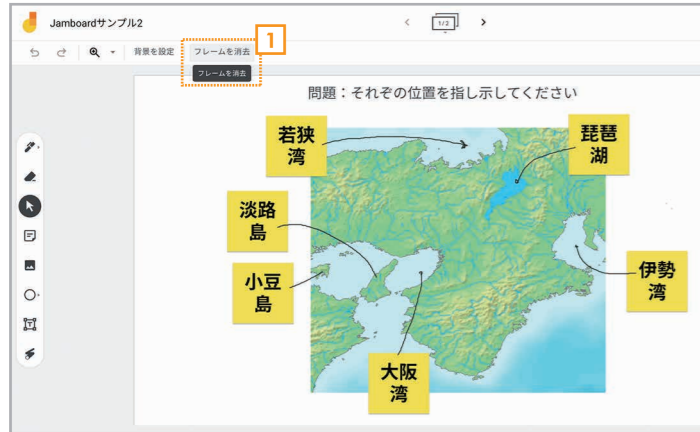 Jamboardサンプル2
1/2
背景を設定
フレームを消去
1
フレームを消去
問題：それぞの位置を指し示してください
若狭
湾
琵琶
湖
淡路
島
小豆
島
伊勢
湾
大阪
湾